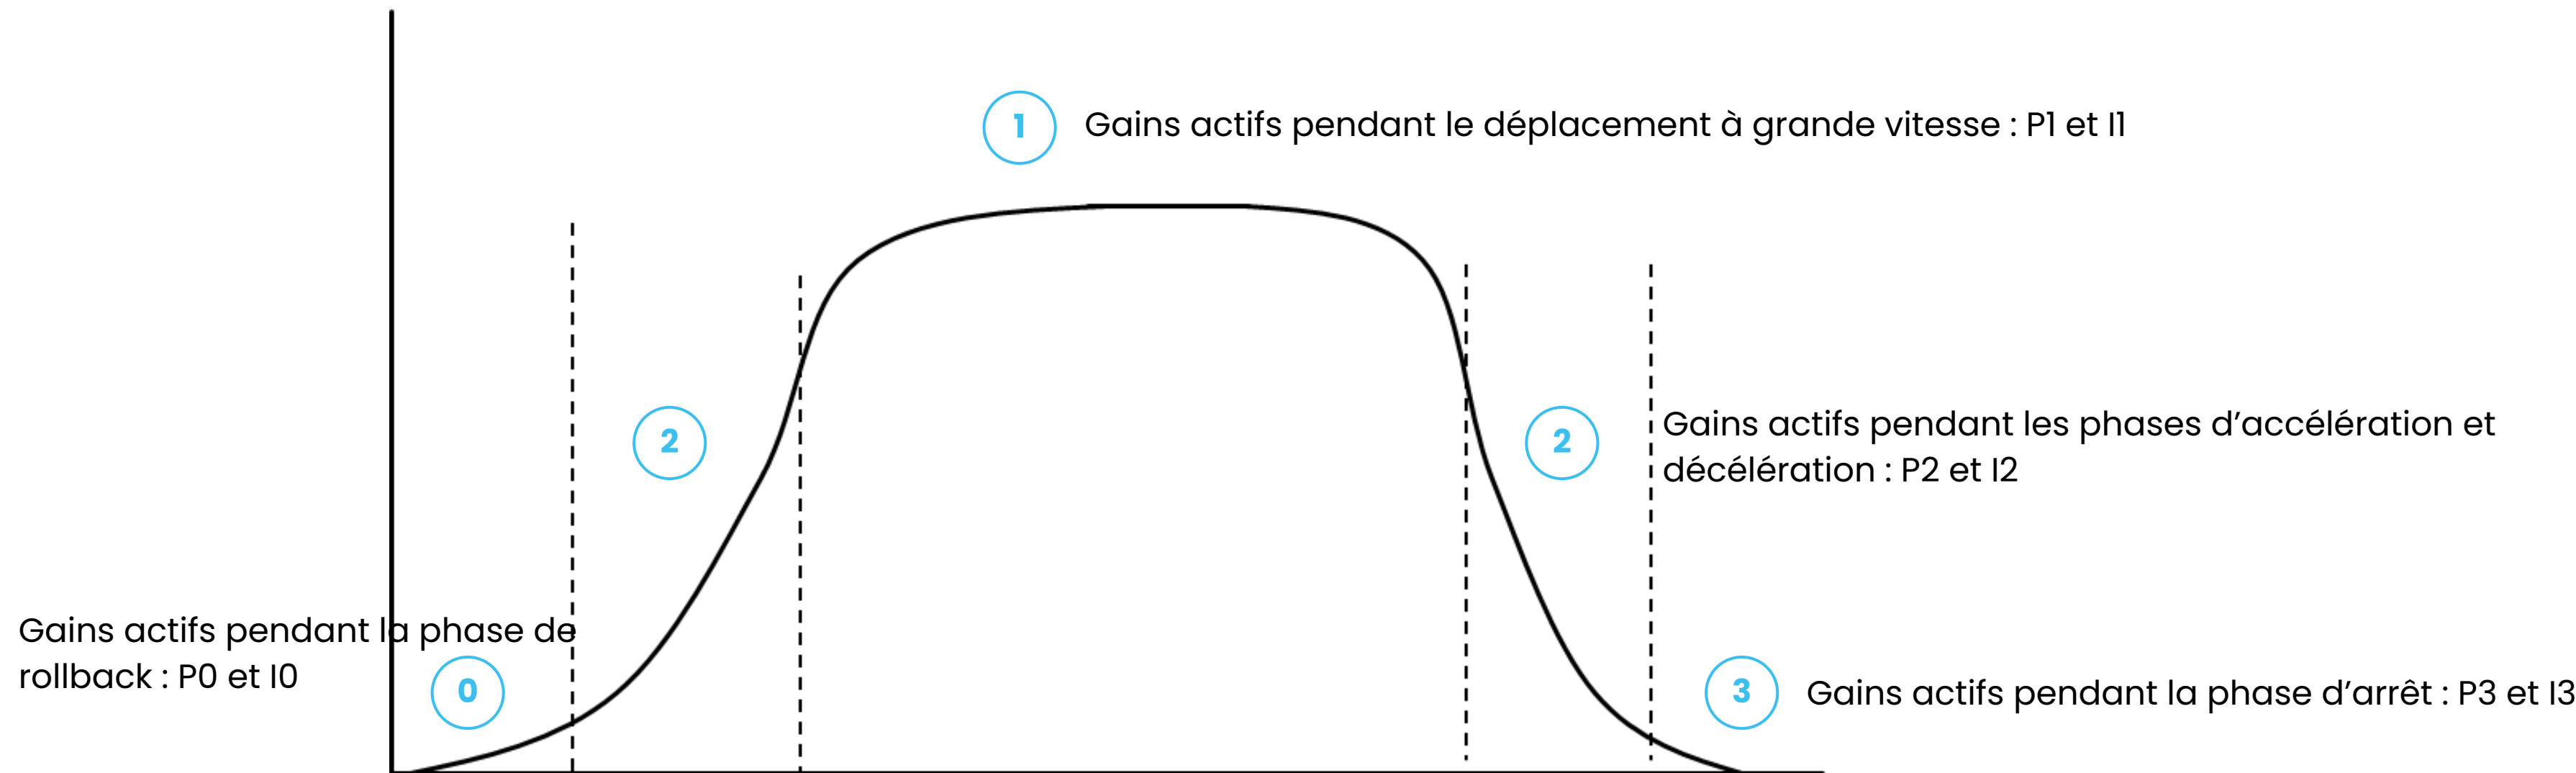 1
Gains actifs pendant le déplacement à grande vitesse : P1 et I1
2
2
Gains actifs pendant les phases d’accélération et
décélération : P2 et I2
Gains actifs pendant la phase de
rollback : P0 et I0
0
3
Gains actifs pendant la phase d’arrêt : P3 et I3